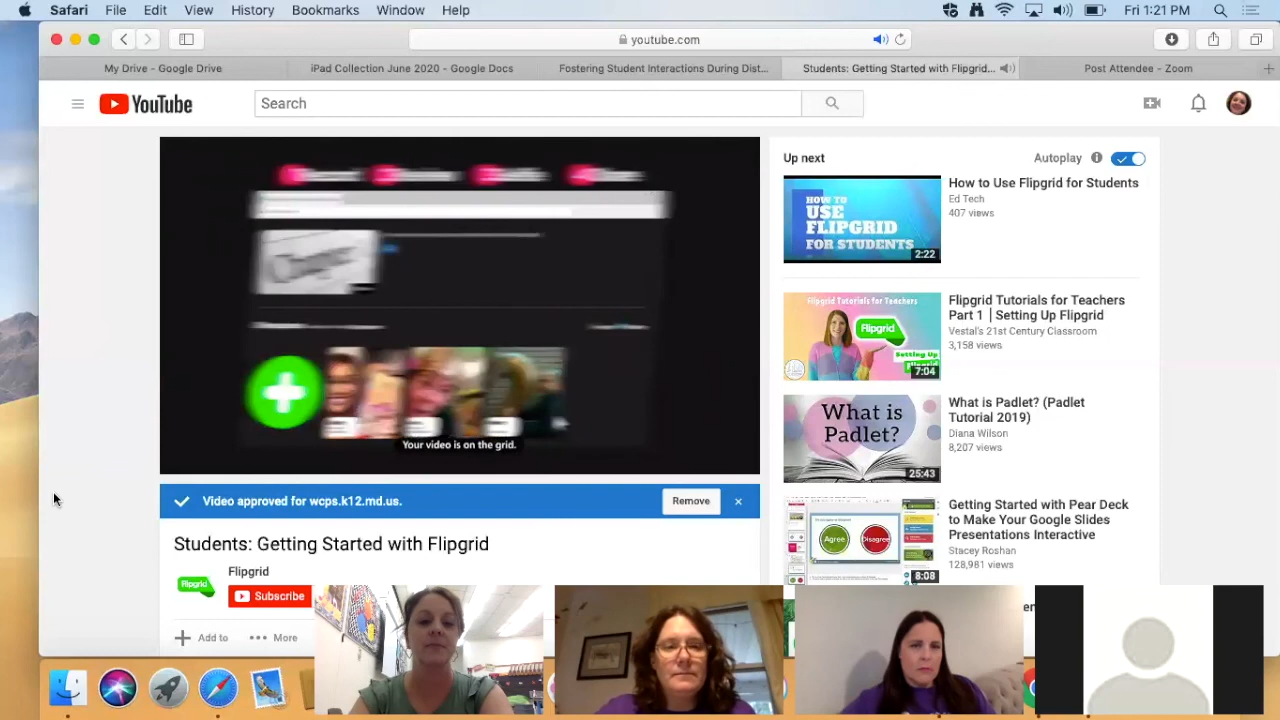 Safari File Edit View History Bookmarks Window Help Fri 1:21 PM
youtube.com
My Drive - Google Drive iPad Collection June 2020 - Google Docs Fostering Student Interactions During Dist... Students: Getting Started with Flipgrid... Post Attendee - Zoom
YouTube Search
Up next Autoplay
HOW TO
USE
FLIPGRID
FOR STUDENTS
2:22
How to Use Flipgrid for Students
Ed Tech
407 views
Flipgrid Tutorials for Teachers
Flipgrid
Setting Up
Flipgrid
7:04
Flipgrid Tutorials for Teachers
Part 1 | Setting Up Flipgrid
Vestal's 21st Century Classroom
3,158 views
What is
Padlet?
25:43
What is Padlet? (Padlet
Tutorial 2019)
Diana Wilson
8,207 views
Agree
Disagree
8:08
Getting Started with Pear Deck
to Make Your Google Slides
Presentations Interactive
Stacey Roshan
128,981 views
Your video is on the grid.
Video approved for wcps.k12.md.us. Remove
Students: Getting Started with Flipgrid
Flipgrid
Flipgrid
Subscribe
Add to More